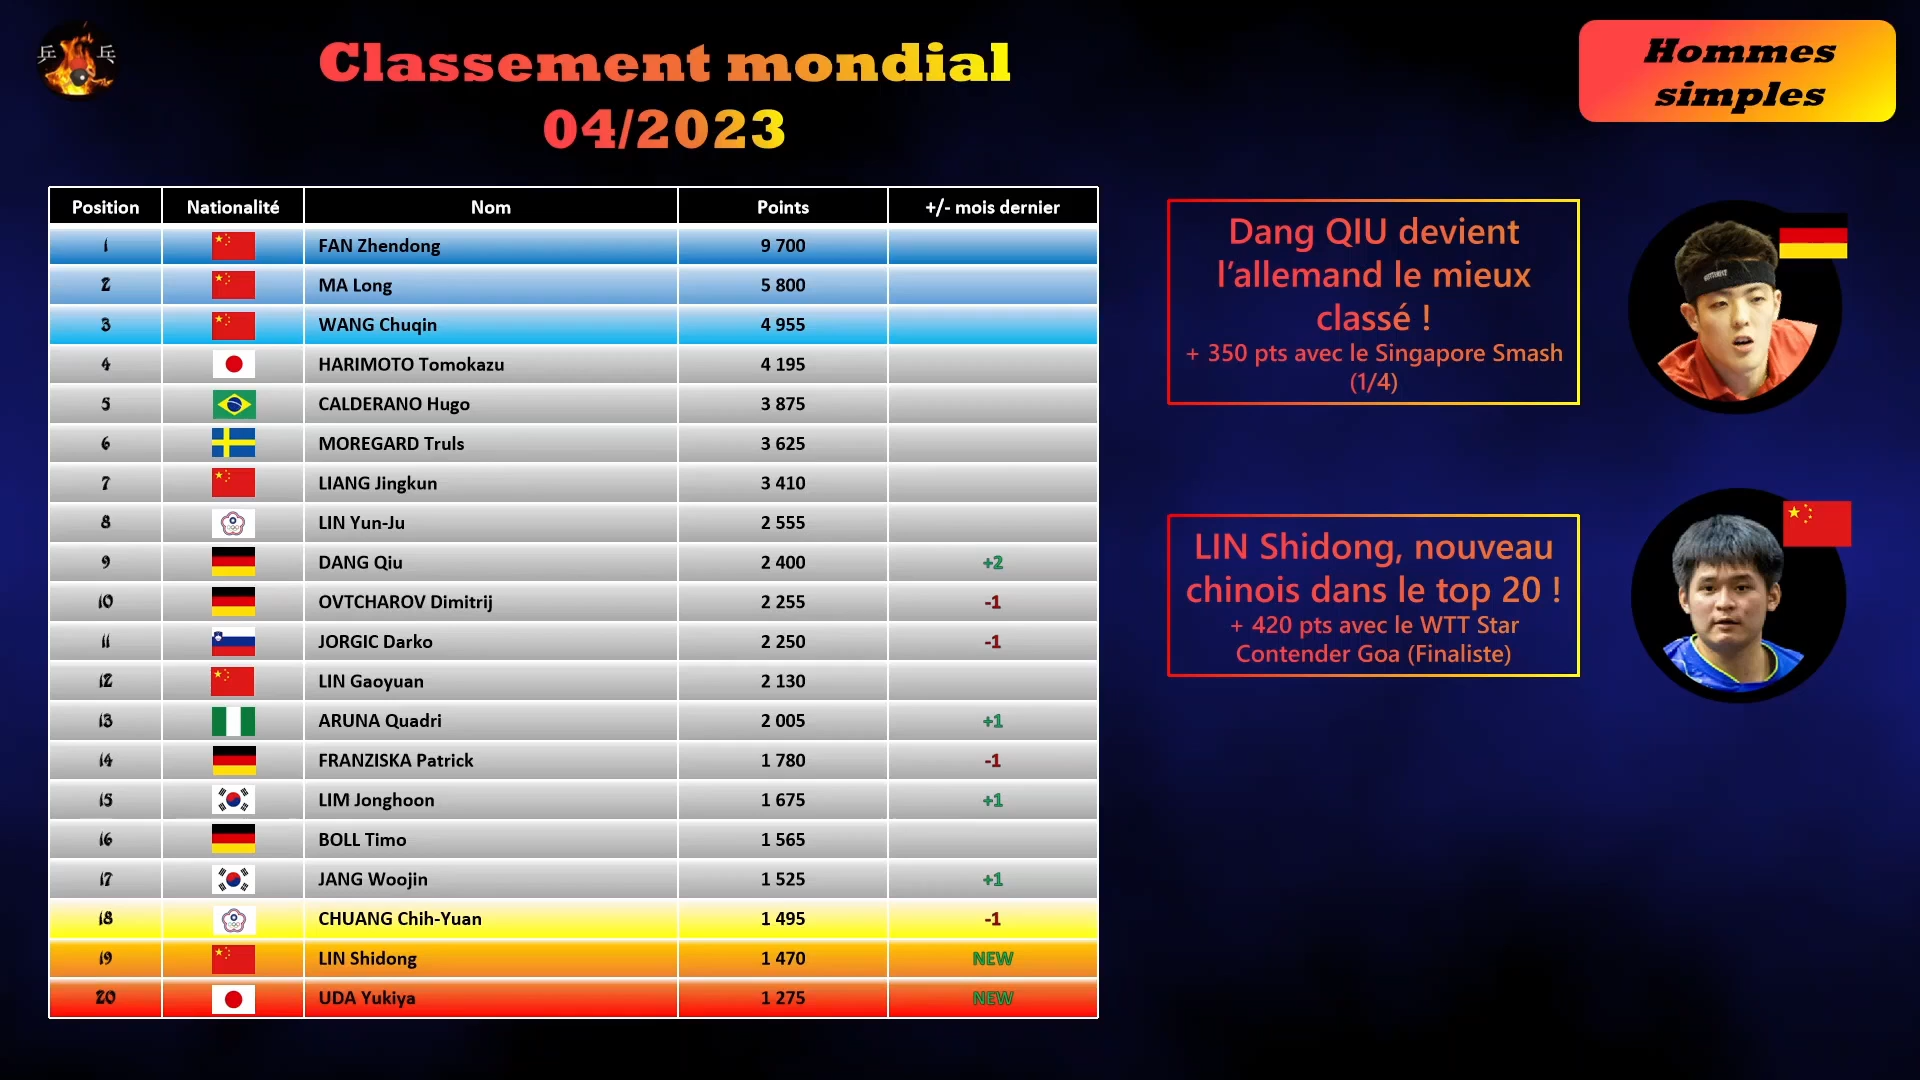 乒 乓
Classement mondial
04/2023
Hommes
simples
Position Nationalité Nom Points +/- mois dernier
1 FAN Zhendong 9 700
2 MA Long 5 800
3 WANG Chuqin 4 955
4 HARIMOTO Tomokazu 4 195
5 CALDERANO Hugo 3 875
6 MOREGARD Truls 3 625
7 LIANG Jingkun 3 410
8 LIN Yun-Ju 2 555
9 DANG Qiu 2 400 +2
10 OVTCHAROV Dimitrij 2 255 -1
11 JORGIC Darko 2 250 -1
12 LIN Gaoyuan 2 130
13 ARUNA Quadri 2 005 +1
14 FRANZISKA Patrick 1 780 -1
15 LIM Jonghoon 1 675 +1
16 BOLL Timo 1 565
17 JANG Woojin 1 525 +1
18 CHUANG Chih-Yuan 1 495 -1
19 LIN Shidong 1 470 NEW
20 UDA Yukiya 1 275 NEW
Dang QIU devient
l’allemand le mieux
classé !
+ 350 pts avec le Singapore Smash
(1/4)
LIN Shidong, nouveau
chinois dans le top 20 !
+ 420 pts avec le WTT Star
Contender Goa (Finaliste)